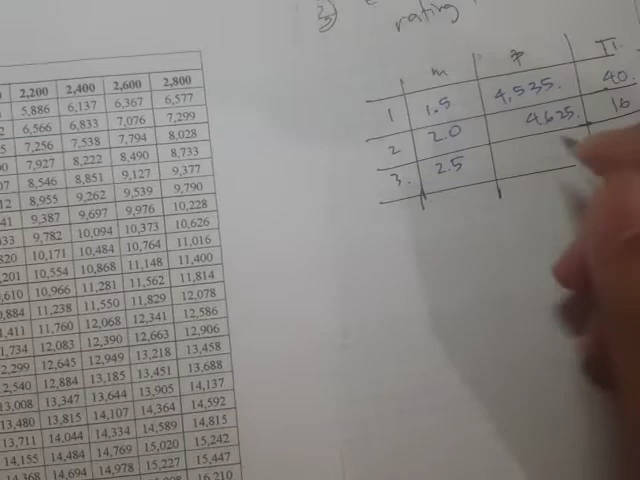 3)
rating
m P II
1 1.5 4,535. 40.
2 2.0 4.625. 16
3. 2.5
2,200 2,400 2,600 2,800
5,886 6,137 6,367 6,577
6,566 6,833 7,076 7,299
7,256 7,538 7,794 8,028
7,927 8,222 8,490 8,733
8,546 8,851 9,127 9,377
8,955 9,262 9,539 9,790
9,387 9,697 9,976 10,228
9,782 10,094 10,373 10,626
10,171 10,484 10,764 11,016
10,554 10,868 11,148 11,400
10,966 11,281 11,562 11,814
11,238 11,550 11,829 12,078
11,760 12,068 12,341 12,586
12,083 12,390 12,663 12,906
12,645 12,949 13,218 13,458
12,884 13,185 13,451 13,688
13,008 13,347 13,644 13,905 14,137
13,480 13,815 14,107 14,364 14,592
13,711 14,044 14,334 14,589 14,815
14,155 14,484 14,769 15,020 15,242
14,368 14,694 14,978 15,227 15,447
16,210